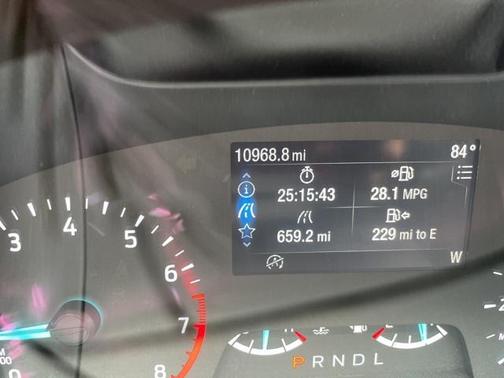 10968.8 mi 84°
25:15:43 28.1 MPG
659.2 mi 229 mi to E
W
3 4 5 6 7 8
P R N D L